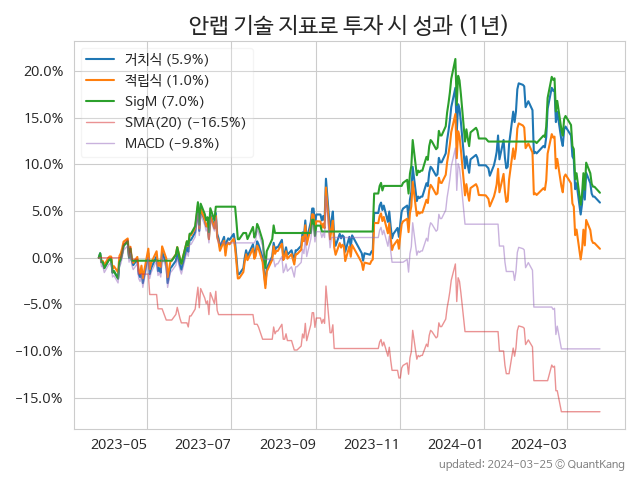 안랩 기술 지표로 투자 시 성과 (1년)
거치식 (5.9%)
적립식 (1.0%)
SigM (7.0%)
SMA(20) (−16.5%)
MACD (−9.8%)
20.0%
15.0%
10.0%
5.0%
0.0%
−5.0%
−10.0%
−15.0%
2023-05 2023-07 2023-09 2023-11 2024-01 2024-03
updated: 2024-03-25 © QuantKang